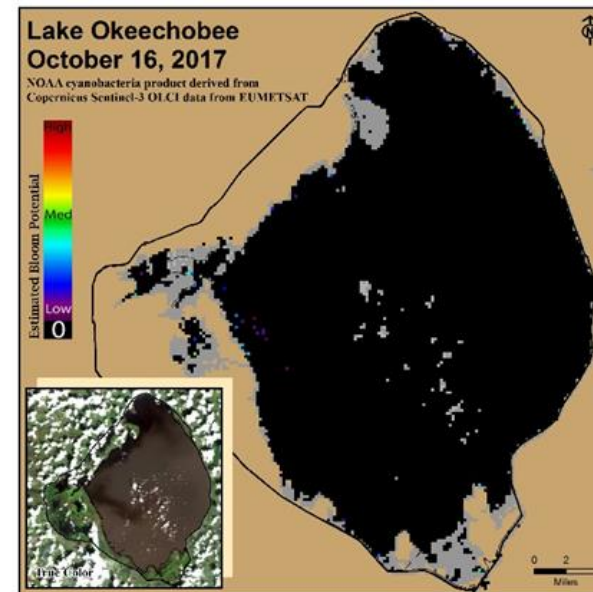 Lake Okeechobee
October 16, 2017
NOAA cyanobacteria product derived from
Copernicus Sentinel-3 OLCI data from EUMETSAT
High
Med
Low
0
Estimated Bloom Potential
True Color
N
0 2
Miles